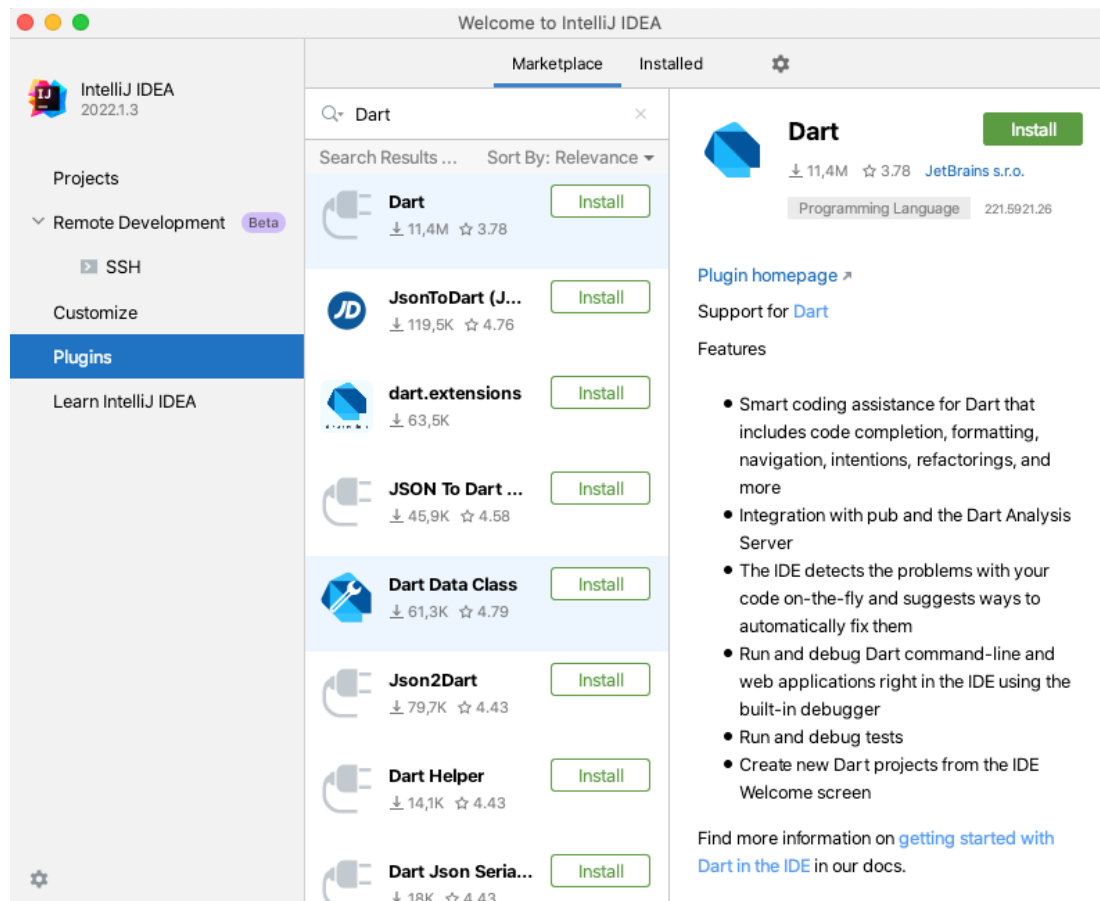 Welcome to IntelliJ IDEA
IJ
IntelliJ IDEA
2022.1.3
Projects
Remote Development Beta
SSH
Customize
Plugins
Learn IntelliJ IDEA
Marketplace Installed
Dart
Search Results ... Sort By: Relevance
Dart Install
11,4M 3.78
JD
JsonToDart (J... Install
119,5K 4.76
dart.extensions Install
63,5K
JSON To Dart ... Install
45,9K 4.58
Dart Data Class Install
61,3K 4.79
Json2Dart Install
79,7K 4.43
Dart Helper Install
14,1K 4.43
Dart Json Seria... Install
18K 4.43
Dart Install
11,4M 3.78 JetBrains s.r.o.
Programming Language 221.5921.26
Plugin homepage
Support for Dart
Features
Smart coding assistance for Dart that
includes code completion, formatting,
navigation, intentions, refactorings, and
more
Integration with pub and the Dart Analysis
Server
The IDE detects the problems with your
code on-the-fly and suggests ways to
automatically fix them
Run and debug Dart command-line and
web applications right in the IDE using the
built-in debugger
Run and debug tests
Create new Dart projects from the IDE
Welcome screen
Find more information on getting started with
Dart in the IDE in our docs.